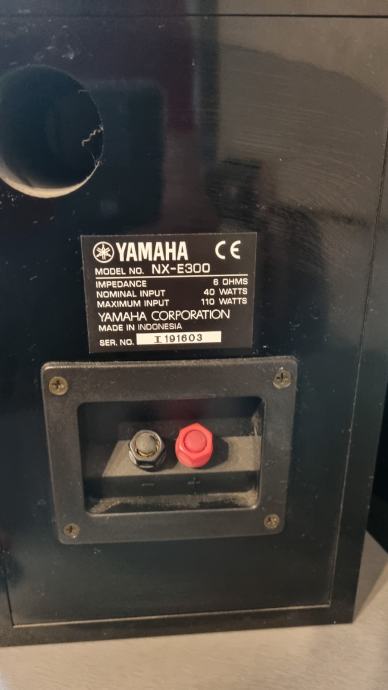 YAMAHA CE
MODEL NO. NX-E300
IMPEDANCE 6 OHMS
NOMINAL INPUT 40 WATTS
MAXIMUM INPUT 110 WATTS
YAMAHA CORPORATION
MADE IN INDONESIA
SER. NO. I 191603
− +